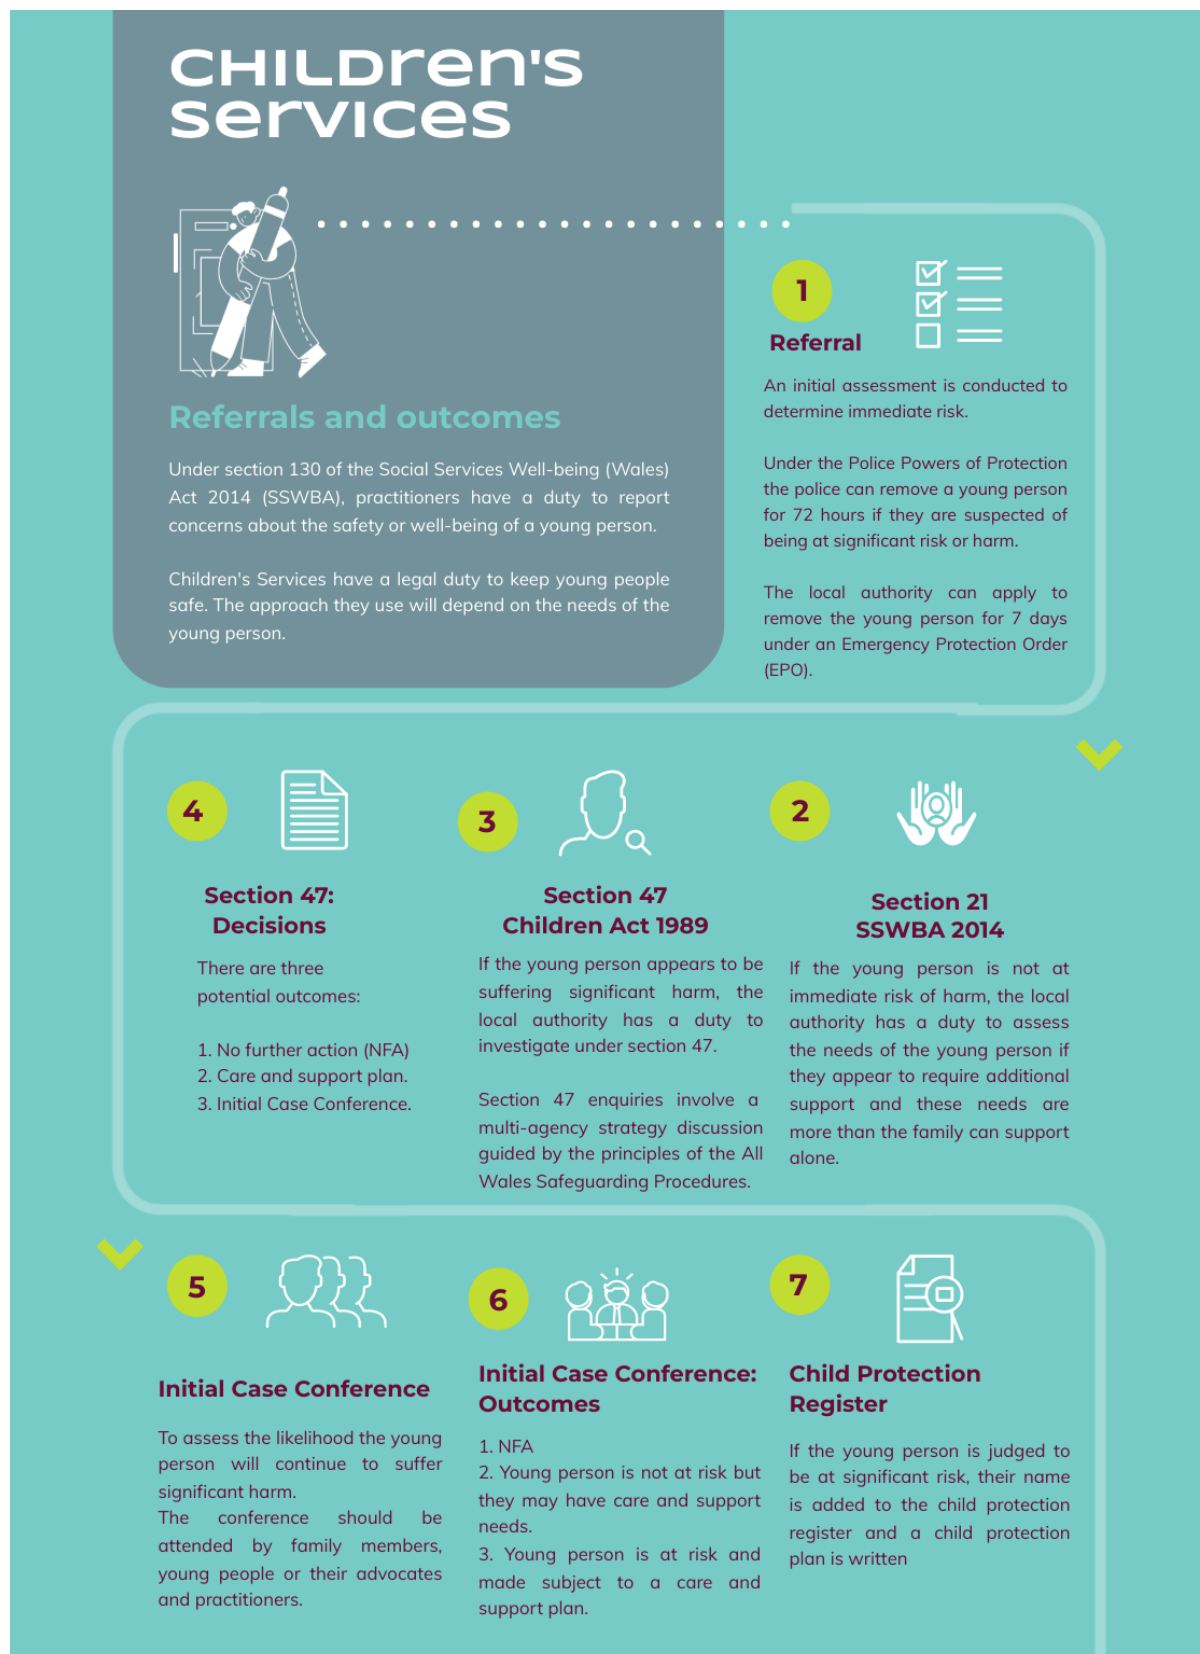 CHILDren's
services
Referrals and outcomes
Under section 130 of the Social Services Well-being (Wales)
Act 2014 (SSWBA), practitioners have a duty to report
concerns about the safety or well-being of a young person.
Children's Services have a legal duty to keep young people
safe. The approach they use will depend on the needs of the
young person.
1
Referral
An initial assessment is conducted to
determine immediate risk.
Under the Police Powers of Protection
the police can remove a young person
for 72 hours if they are suspected of
being at significant risk or harm.
The local authority can apply to
remove the young person for 7 days
under an Emergency Protection Order
(EPO).
2
Section 21
SSWBA 2014
If the young person is not at
immediate risk of harm, the local
authority has a duty to assess
the needs of the young person if
they appear to require additional
support and these needs are
more than the family can support
alone.
3
Section 47
Children Act 1989
If the young person appears to be
suffering significant harm, the
local authority has a duty to
investigate under section 47.
Section 47 enquiries involve a
multi-agency strategy discussion
guided by the principles of the All
Wales Safeguarding Procedures.
4
Section 47:
Decisions
There are three
potential outcomes:
1. No further action (NFA)
2. Care and support plan.
3. Initial Case Conference.
5
Initial Case Conference
To assess the likelihood the young
person will continue to suffer
significant harm.
The conference should be
attended by family members,
young people or their advocates
and practitioners.
6
Initial Case Conference:
Outcomes
1. NFA
2. Young person is not at risk but
they may have care and support
needs.
3. Young person is at risk and
made subject to a care and
support plan.
7
Child Protection
Register
If the young person is judged to
be at significant risk, their name
is added to the child protection
register and a child protection
plan is written